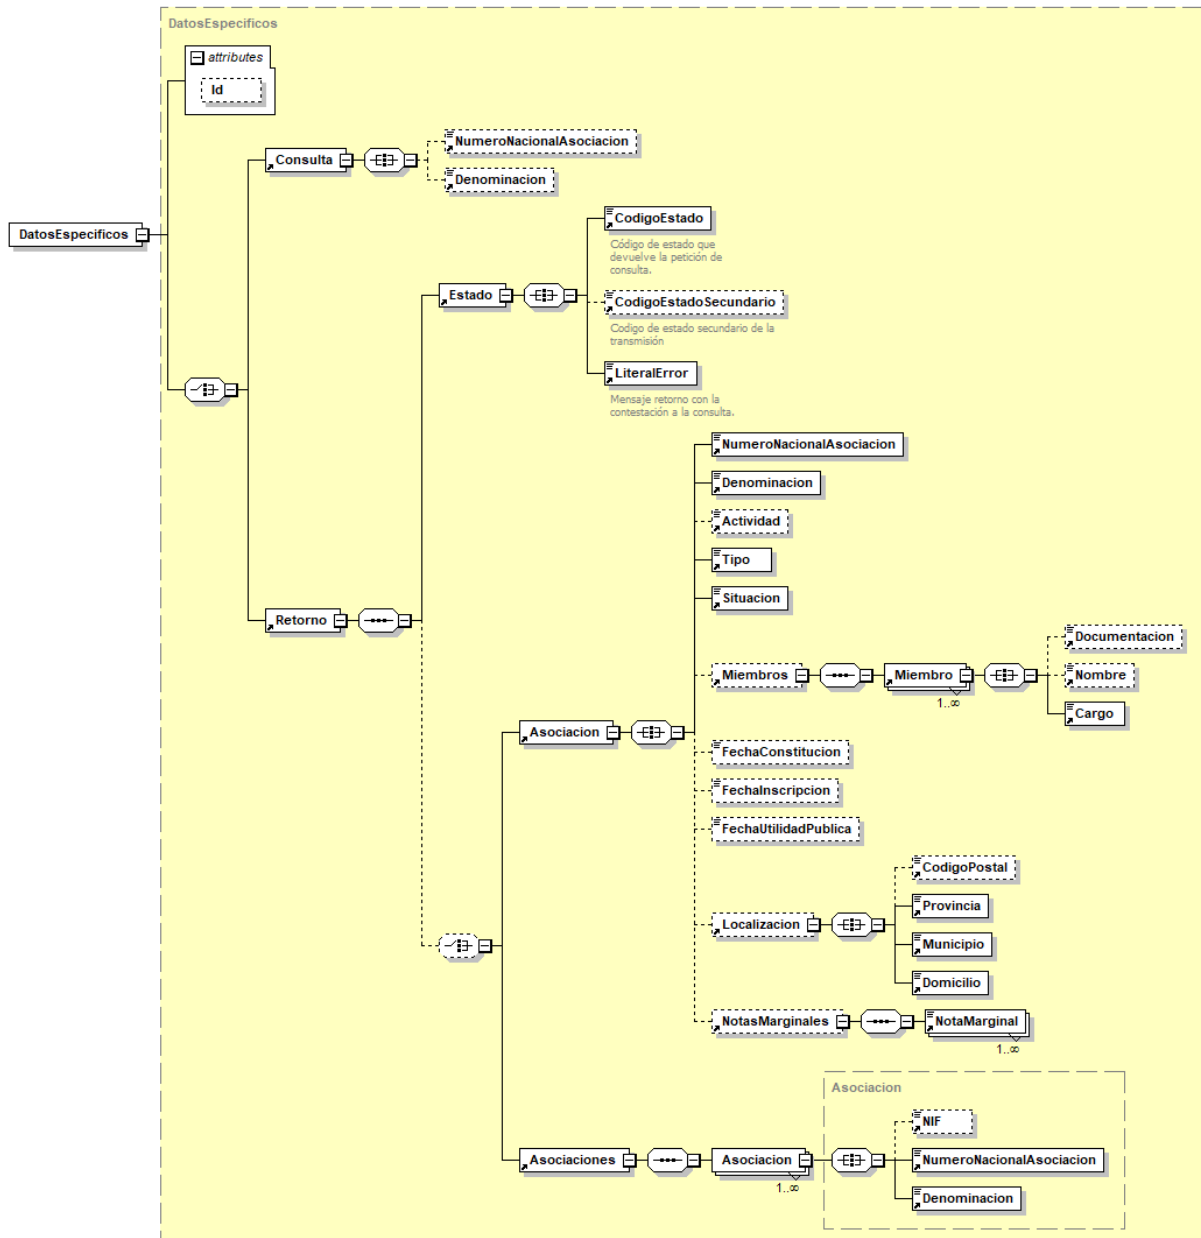 DatosEspecificos
attributes
Id
Consulta
NumeroNacionalAsociacion
Denominacion
DatosEspecificos
Estado
CodigoEstado
Código de estado que
devuelve la petición de
consulta.
CodigoEstadoSecundario
Codigo de estado secundario de la
transmisión
LiteralError
Mensaje retorno con la
contestación a la consulta.
Retorno
Asociacion
NumeroNacionalAsociacion
Denominacion
Actividad
Tipo
Situacion
Miembros
Miembro
1..∞
Documentacion
Nombre
Cargo
FechaConstitucion
FechaInscripcion
FechaUtilidadPublica
Localizacion
CodigoPostal
Provincia
Municipio
Domicilio
NotasMarginales
NotaMarginal
1..∞
Asociaciones
Asociacion
1..∞
Asociacion
NIF
NumeroNacionalAsociacion
Denominacion